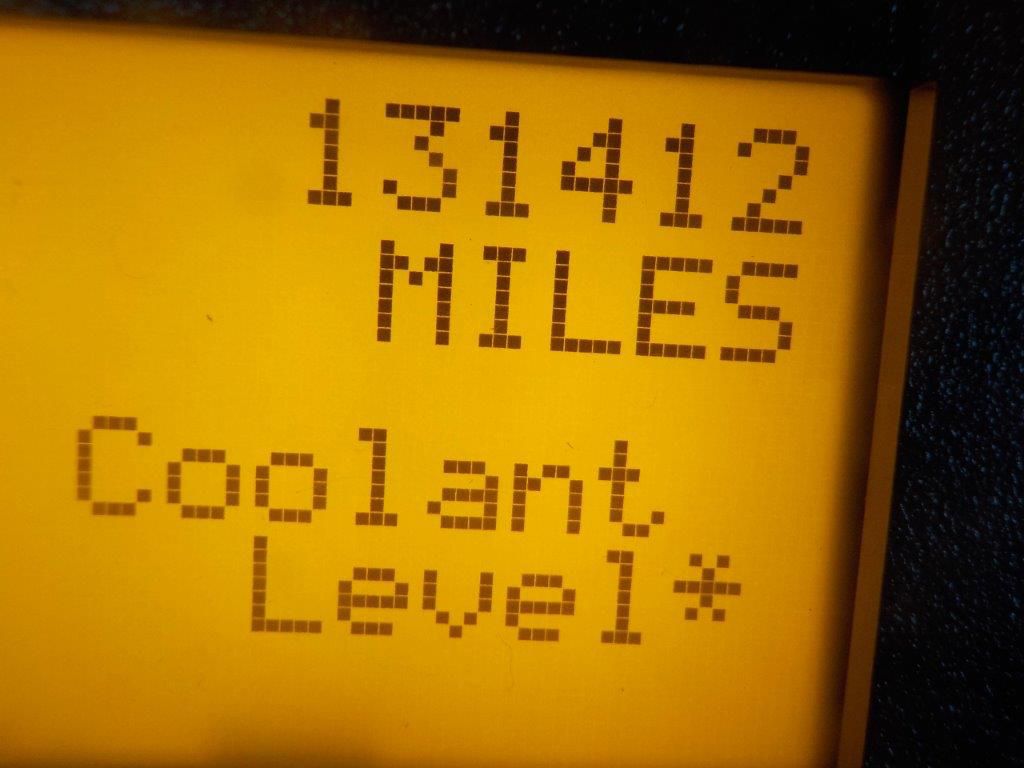 131412
MILES
Coolant
Level*